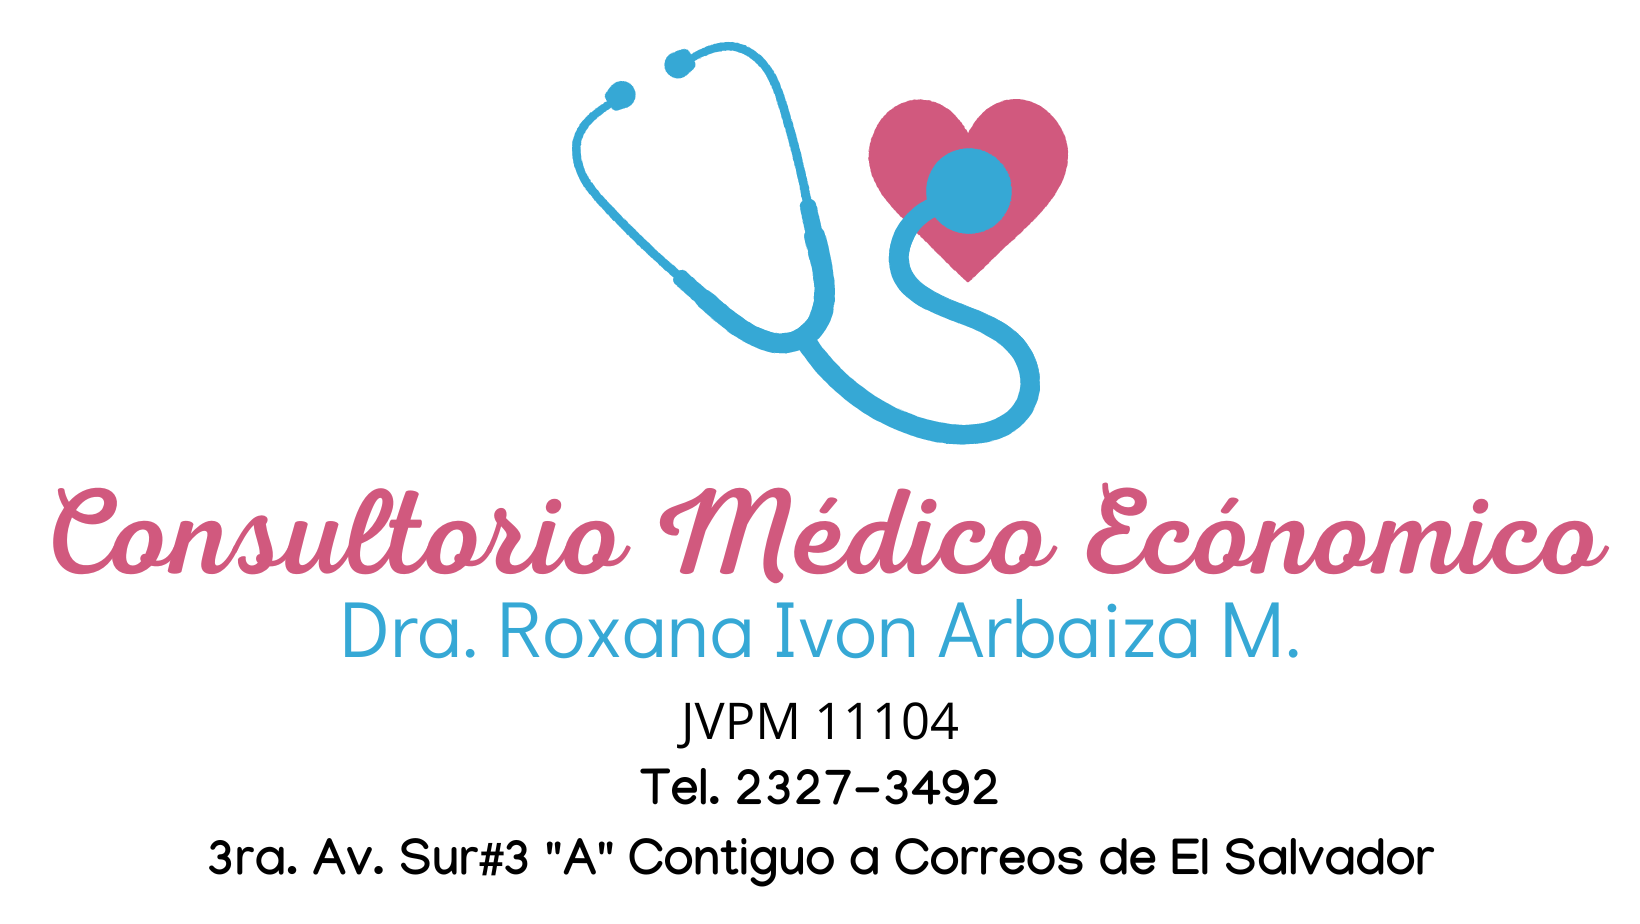 Consultorio Médico Ecónomico
Dra. Roxana Ivon Arbaiza M.
JVPM 11104
Tel. 2327-3492
3ra. Av. Sur#3 "A" Contiguo a Correos de El Salvador